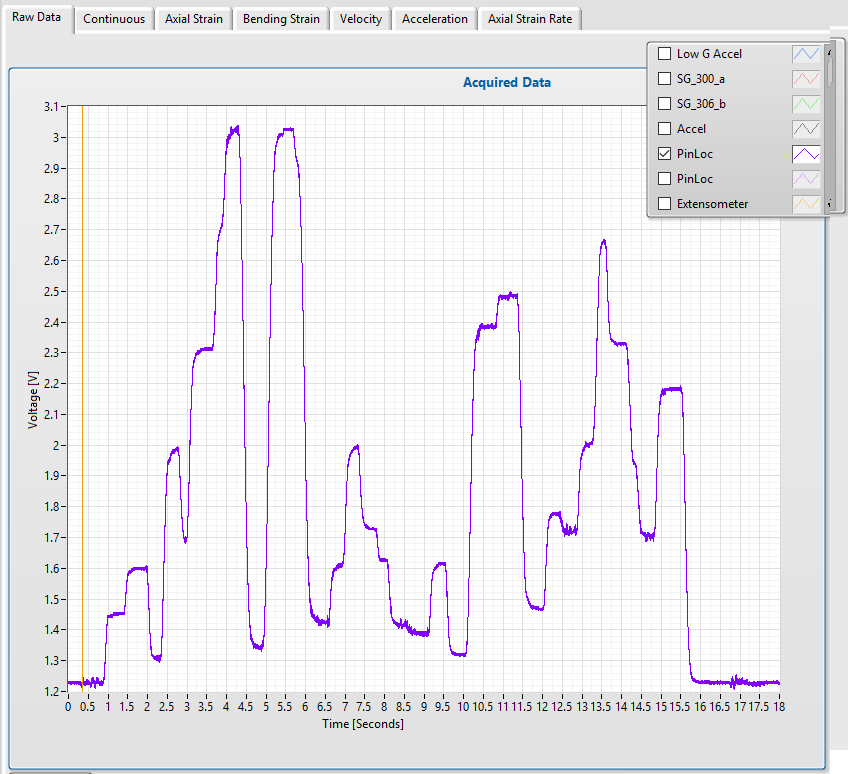 Raw Data Continuous Axial Strain Bending Strain Velocity Acceleration Axial Strain Rate
Acquired Data
Low G Accel
SG_300_a
SG_306_b
Accel
PinLoc
PinLoc
Extensometer
Voltage [V]
3.1
3
2.9
2.8
2.7
2.6
2.5
2.4
2.3
2.2
2.1
2
1.9
1.8
1.7
1.6
1.5
1.4
1.3
1.2
0 0.5 1 1.5 2 2.5 3 3.5 4 4.5 5 5.5 6 6.5 7 7.5 8 8.5 9 9.5 10 10.5 11 11.5 12 12.5 13 13.5 14 14.5 15 15.5 16 16.5 17 17.5 18
Time [Seconds]